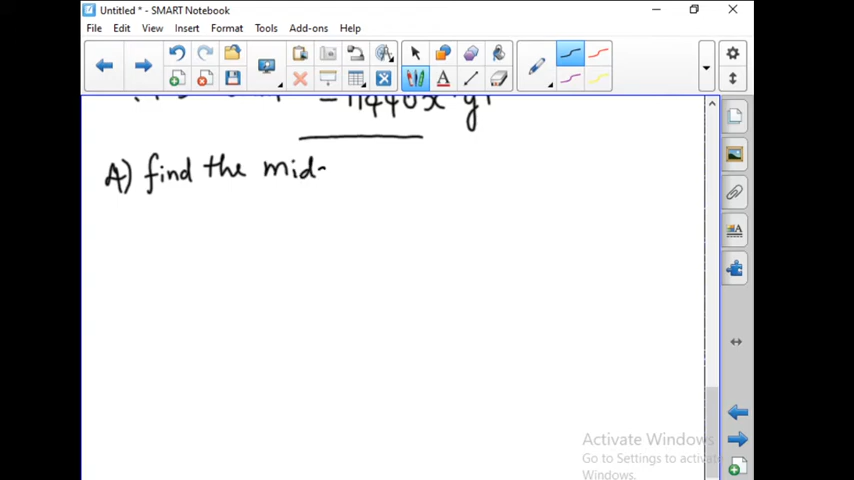 Untitled * - SMART Notebook
File Edit View Insert Format Tools Add-ons Help
A) find the mid-
Activate Windows
Go to Settings to activate
Windows.